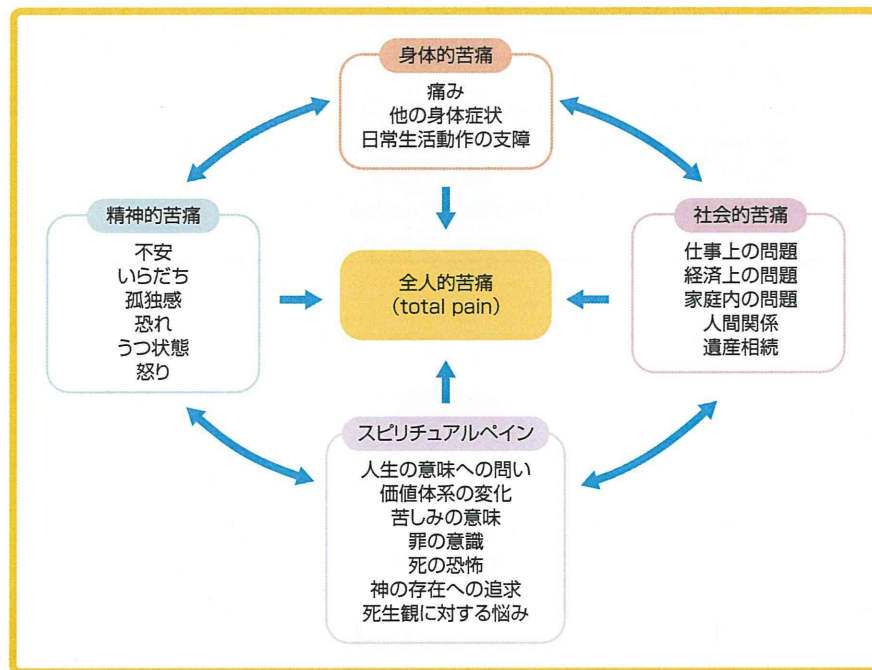 身体的苦痛
痛み
他の身体症状
日常生活動作の支障
精神的苦痛
不安
いらだち
孤独感
恐れ
うつ状態
怒り
全人的苦痛
(total pain)
社会的苦痛
仕事上の問題
経済上の問題
家庭内の問題
人間関係
遺産相続
スピリチュアルペイン
人生の意味への問い
価値体系の変化
苦しみの意味
罪の意識
死の恐怖
神の存在への追求
死生観に対する悩み